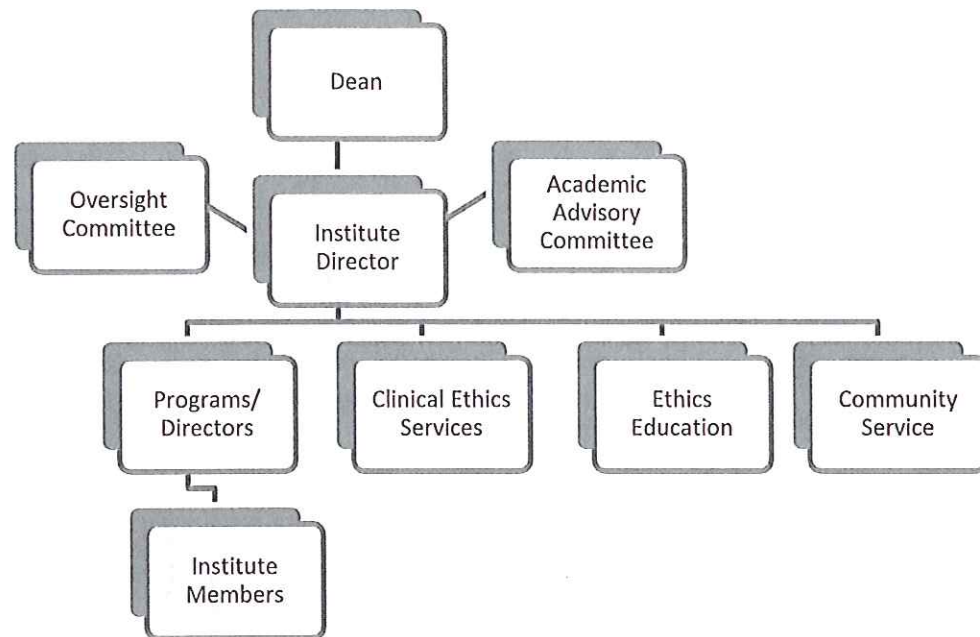 Dean
Oversight
Committee
Institute
Director
Academic
Advisory
Committee
Programs/
Directors
Clinical Ethics
Services
Ethics
Education
Community
Service
Institute
Members